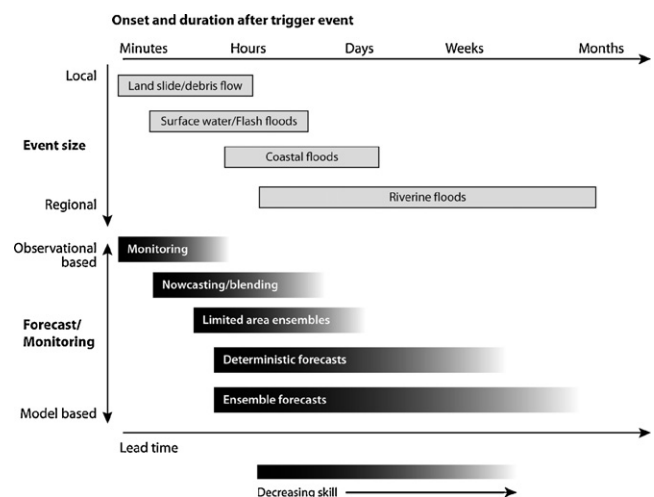 Onset and duration after trigger event
Minutes Hours Days Weeks Months
Local
Land slide/debris flow
Surface water/Flash floods
Event size
Coastal floods
Regional
Riverine floods
Observational
based
Monitoring
Nowcasting/blending
Limited area ensembles
Forecast/
Monitoring
Deterministic forecasts
Ensemble forecasts
Model based
Lead time
Decreasing skill